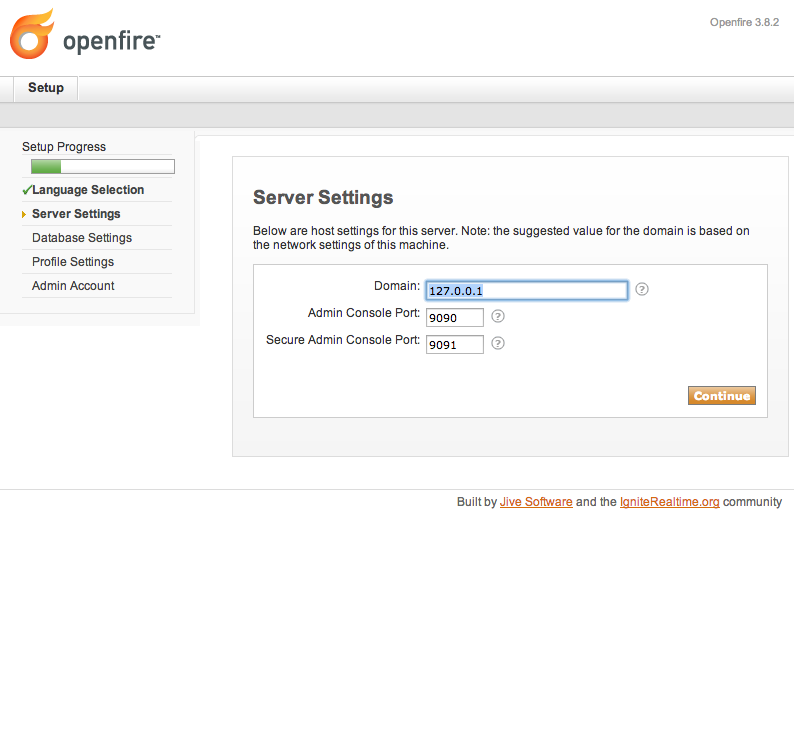 openfire™
Openfire 3.8.2
Setup
Setup Progress
Language Selection
Server Settings
Database Settings
Profile Settings
Admin Account
Server Settings
Below are host settings for this server. Note: the suggested value for the domain is based on
the network settings of this machine.
Domain: 127.0.0.1 ?
Admin Console Port: 9090 ?
Secure Admin Console Port: 9091 ?
Continue
Built by Jive Software and the IgniteRealtime.org community